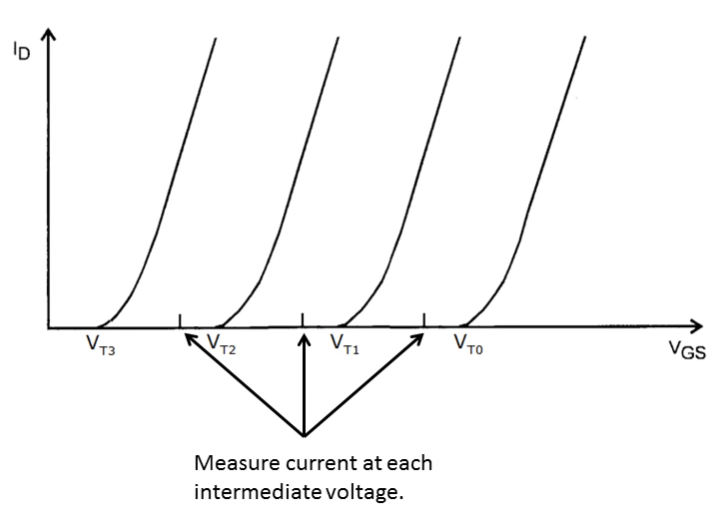 ID
VT3 VT2 VT1 VT0 VGS
Measure current at each
intermediate voltage.